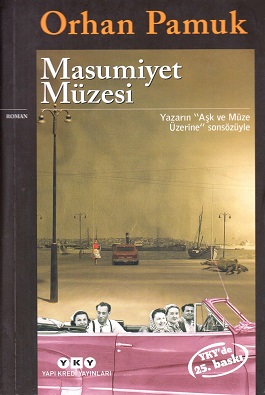 Orhan Pamuk
Masumiyet
Müzesi
Yazarın "Aşk ve Müze
Üzerine" sonsözüyle
ROMAN
YKY'de
25. baskı
YKY
YAPI KREDİ YAYINLARI